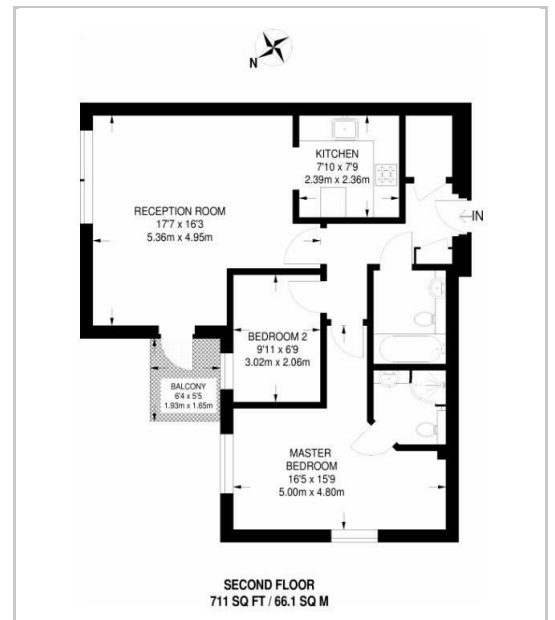 N
KITCHEN
7'10 x 7'9
2.39m x 2.36m
RECEPTION ROOM
17'7 x 16'3
5.36m x 4.95m
IN
BEDROOM 2
9'11 x 6'9
3.02m x 2.06m
BALCONY
6'4 x 5'5
1.93m x 1.65m
MASTER
BEDROOM
16'5 x 15'9
5.00m x 4.80m
SECOND FLOOR
711 SQ FT / 66.1 SQ M